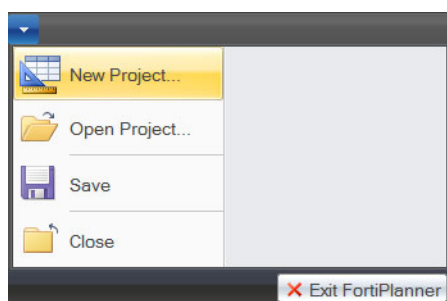 New Project...
Open Project...
Save
Close
Exit FortiPlanner